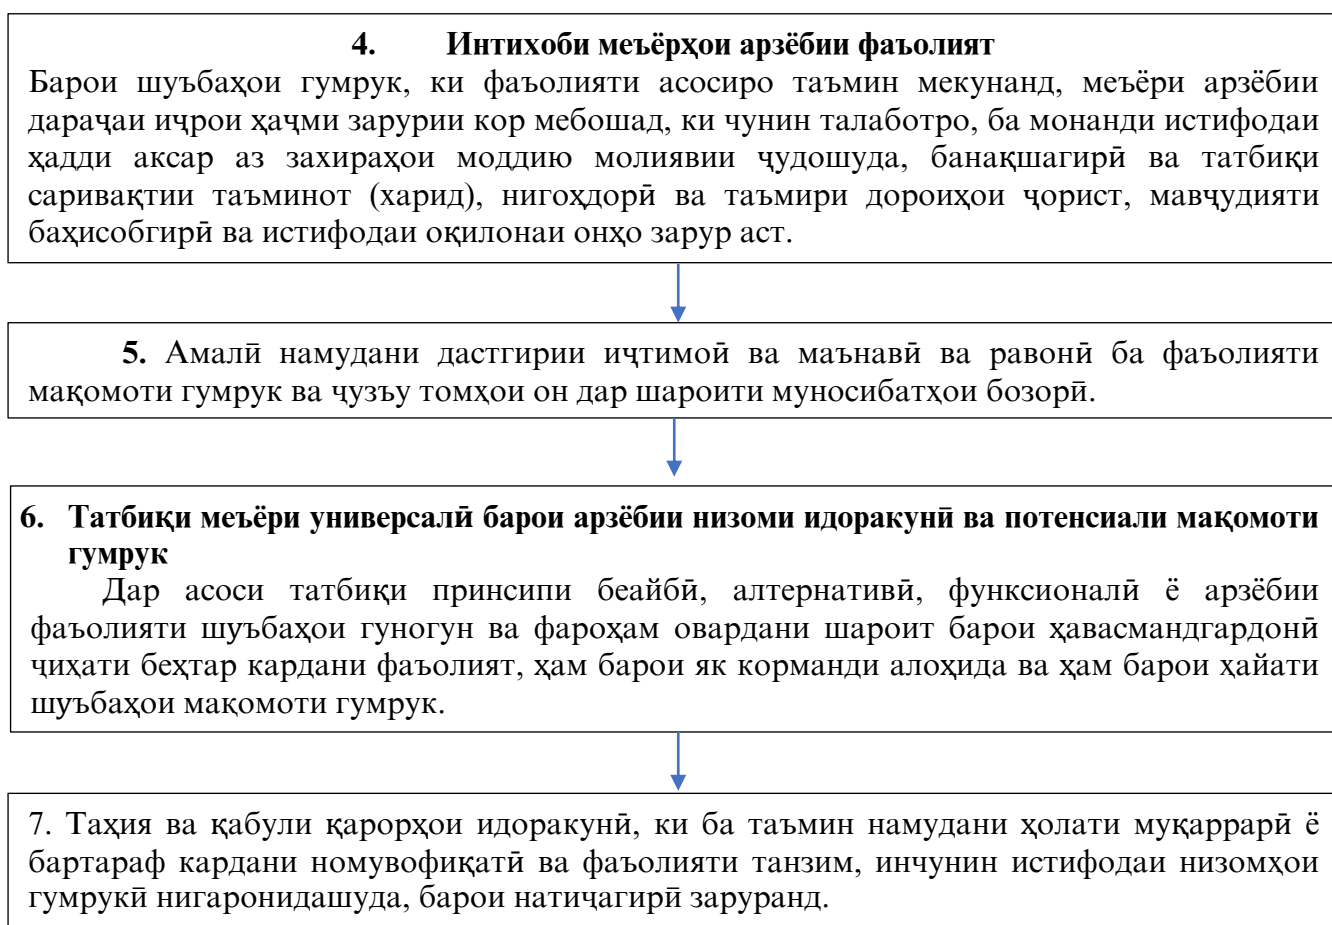 4. Интихоби меъёрҳои арзёбии фаъолият
Барои шуъбаҳои гумрук, ки фаъолияти асосиро таъмин мекунанд, меъёри арзёбии
дараҷаи иҷрои ҳаҷми зарурии кор мебошад, ки чунин талаботро, ба монанди истифодаи
ҳадди аксар аз захираҳои моддию молиявии ҷудошуда, банақшагирӣ ва татбиқи
саривақтии таъминот (харид), нигоҳдорӣ ва таъмири дороиҳои ҷорист, мавҷудияти
баҳисобгирӣ ва истифодаи оқилонаи онҳо зарур аст.
5. Амалӣ намудани дастгирии иҷтимоӣ ва маънавӣ ва равонӣ ба фаъолияти
мақомоти гумрук ва ҷузъу томҳои он дар шароити муносибатҳои бозорӣ.
6. Татбиқи меъёри универсалӣ барои арзёбии низоми идоракунӣ ва потенсиали мақомоти
гумрук
Дар асоси татбиқи принсипи беайбӣ, алтернативӣ, функсионалӣ ё арзёбии
фаъолияти шуъбаҳои гуногун ва фароҳам овардани шароит барои ҳавасмандгардонӣ
ҷиҳати беҳтар кардани фаъолият, ҳам барои як корманди алоҳида ва ҳам барои ҳайати
шуъбаҳои мақомоти гумрук.
7. Таҳия ва қабули қарорҳои идоракунӣ, ки ба таъмин намудани ҳолати муқаррарӣ ё
бартараф кардани номувофиқатӣ ва фаъолияти танзим, инчунин истифодаи низомҳои
гумрукӣ нигаронидашуда, барои натиҷагирӣ заруранд.